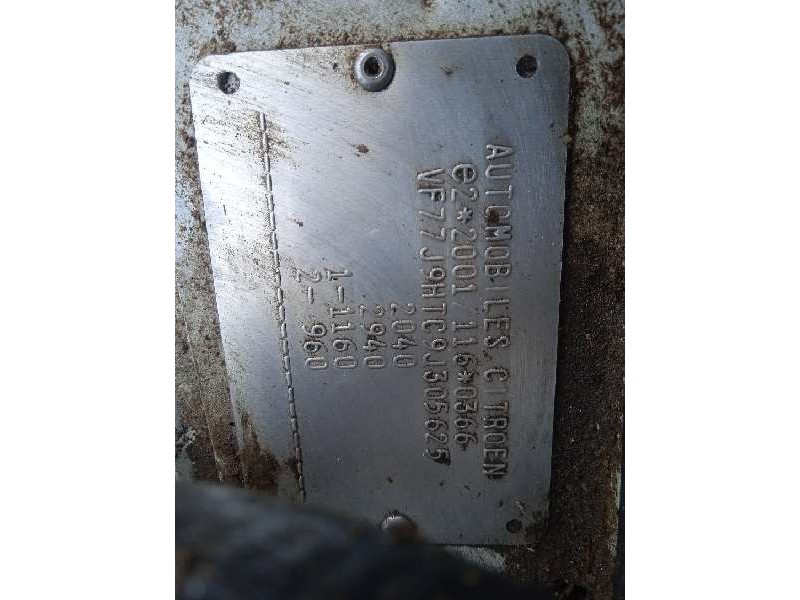 AUTOMOBILES CITROEN
e2*2001/116*0366
VF77J9HTC9J305625
2040
2940
1-1160
2- 960